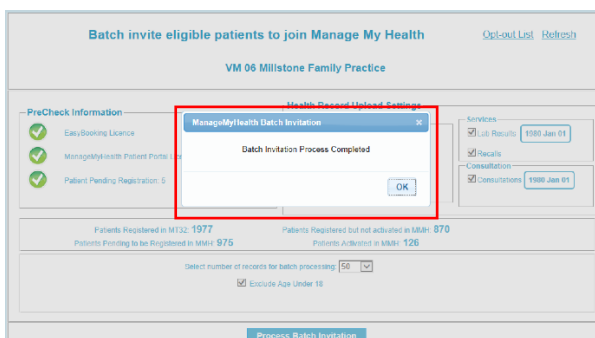 Batch invite eligible patients to join Manage My Health
Opt-out List Refresh
VM 06 Millstone Family Practice
Health Record Upload Settings
PreCheck Information
EasyBooking Licence
ManageMyHealth Patient Portal
Patient Pending Registration: 6
ManageMyHealth Batch Invitation ×
Batch Invitation Process Completed
OK
Services
Lab Results 1980 Jan 01
Recalls
Consultation
Consultations 1980 Jan 01
Patients Registered in MT32: 1977
Patients Registered but not activated in MMH: 870
Patients Pending to be Registered in MMH: 975
Patients Activated in MMH: 126
Select number of records for batch processing: 50
Exclude Age Under 18
Process Batch Invitation